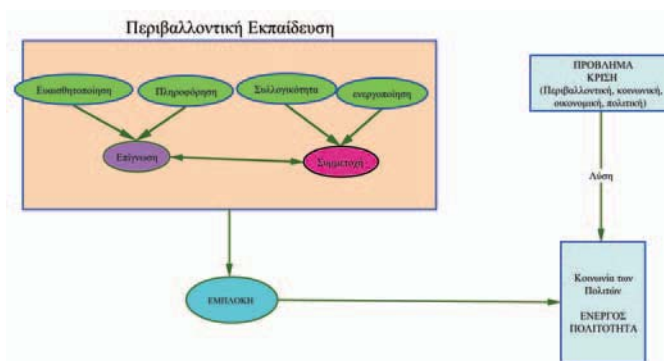 Περιβαλλοντική Εκπαίδευση
Ευαισθητοποίηση
Πληροφόρηση
Συλλογικότητα
ενεργοποίηση
Επίγνωση
Συμμετοχή
ΕΜΠΛΟΚΗ
ΠΡΟΒΛΗΜΑ
ΚΡΙΣΗ
(Περιβαλλοντική, κοινωνική,
οικονομική, πολιτική)
Λύση
Κοινωνία των
Πολιτών
ΕΝΕΡΓΟΣ
ΠΟΛΙΤΟΤΗΤΑ